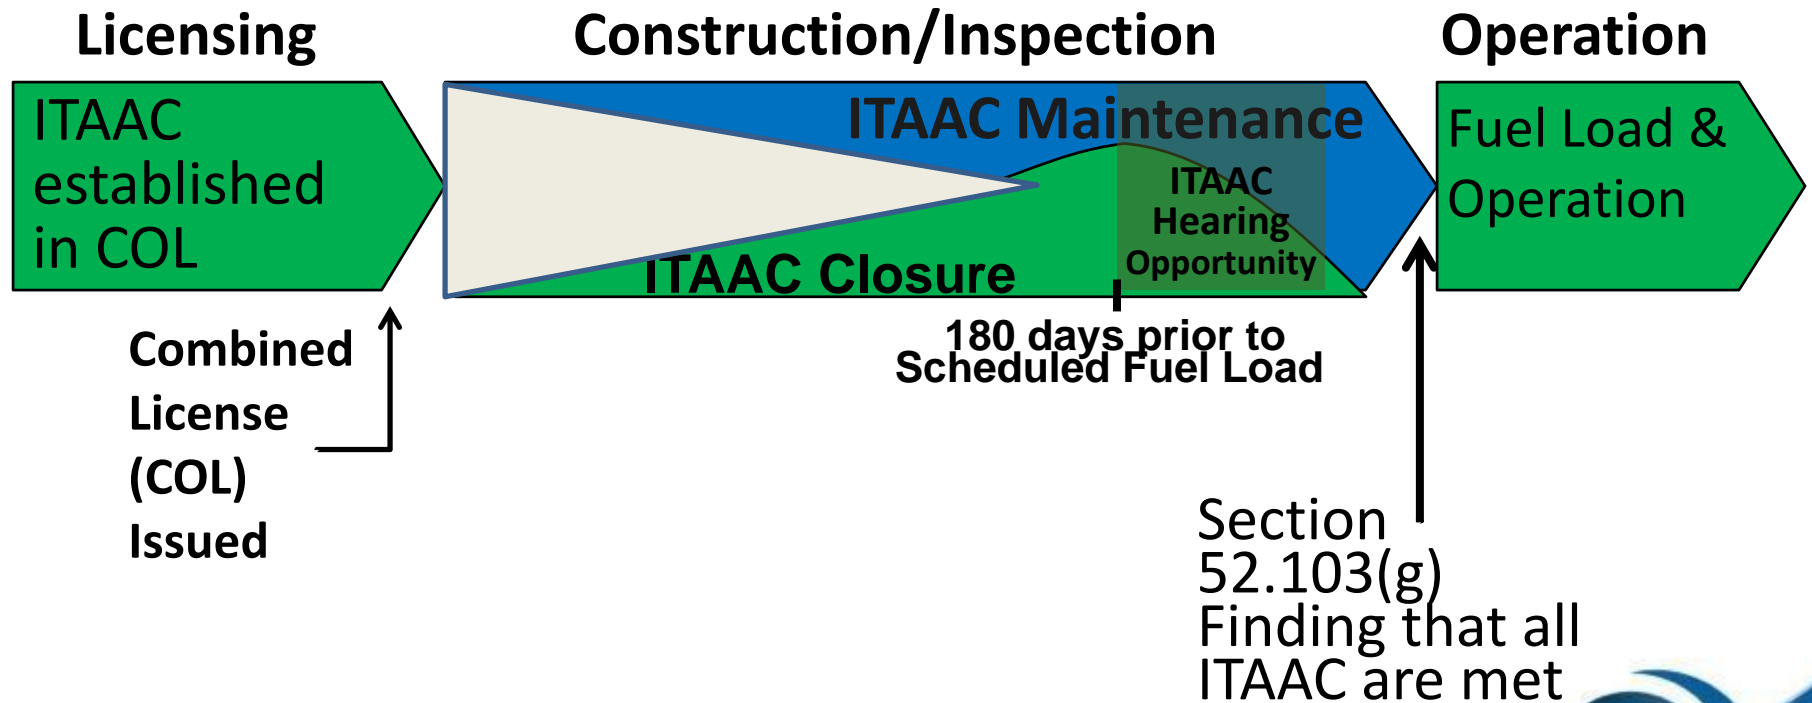 Licensing
Construction/Inspection
Operation
ITAAC
established
in COL
ITAAC Maintenance
ITAAC
Hearing
Opportunity
ITAAC Closure
Fuel Load &
Operation
180 days prior to
Scheduled Fuel Load
Combined
License
(COL)
Issued
Section
52.103(g)
Finding that all
ITAAC are met